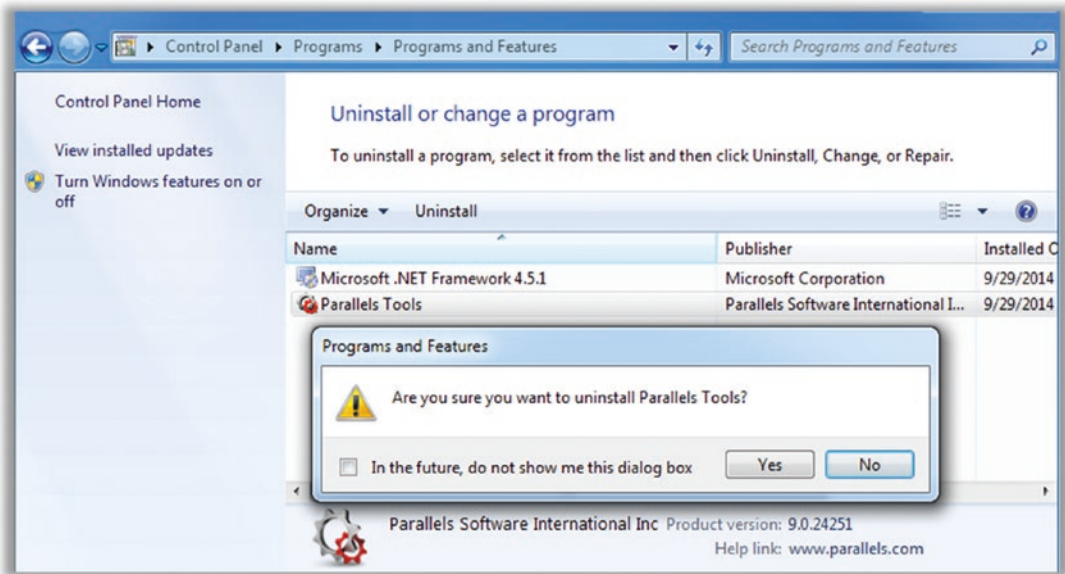 Control Panel ▸ Programs ▸ Programs and Features
Search Programs and Features
Control Panel Home
View installed updates
Turn Windows features on or
off
Uninstall or change a program
To uninstall a program, select it from the list and then click Uninstall, Change, or Repair.
Organize Uninstall
Name Publisher Installed O
Microsoft .NET Framework 4.5.1 Microsoft Corporation 9/29/2014
Parallels Tools Parallels Software International I... 9/29/2014
Programs and Features
Are you sure you want to uninstall Parallels Tools?
In the future, do not show me this dialog box Yes No
Parallels Software International Inc Product version: 9.0.24251
Help link: www.parallels.com